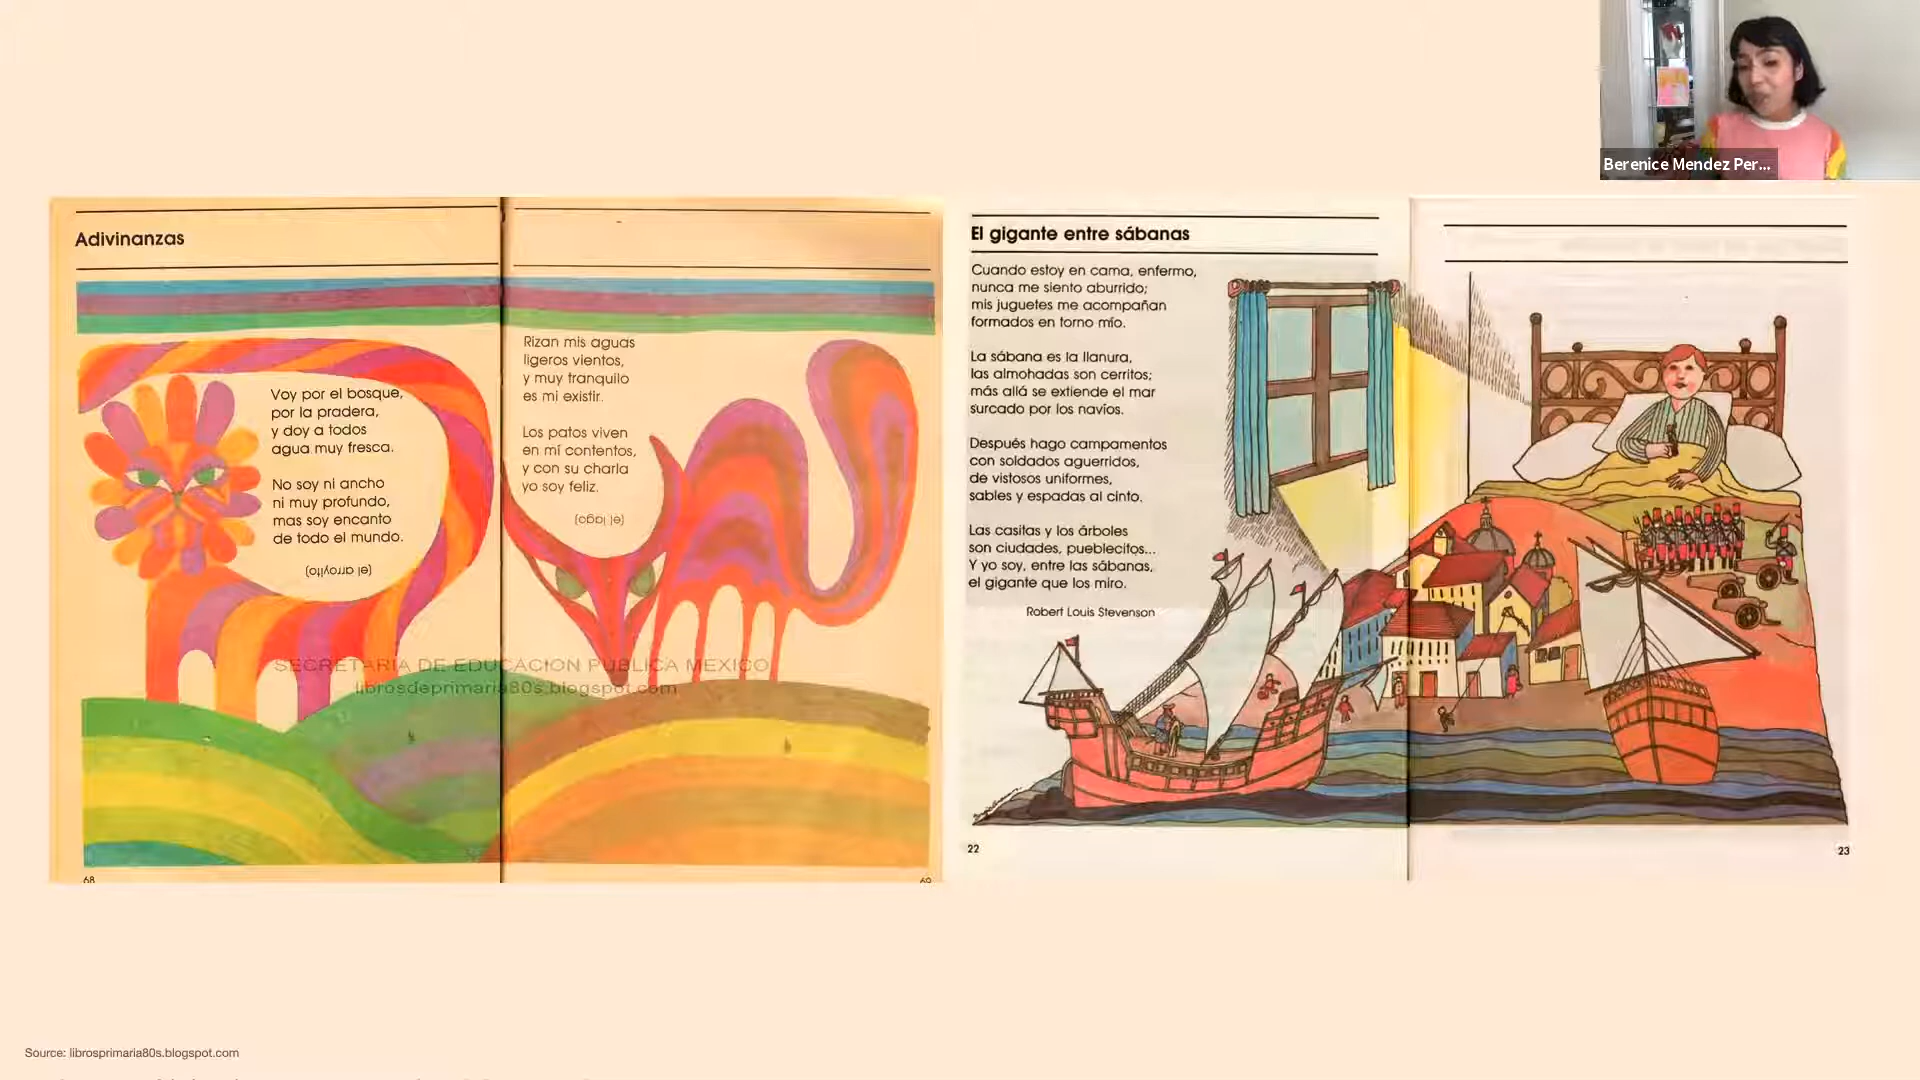 Berenice Mendez Per...
Adivinanzas
Voy por el bosque,
por la pradera,
y doy a todos
agua muy fresca.
No soy ni ancho
ni muy profundo,
mas soy encanto
de todo el mundo.
(el arroyito)
Rizan mis aguas
ligeros vientos,
y muy tranquilo
es mi existir.
Los patos viven
en mí contentos,
y con su charla
yo soy feliz.
(el lago)
SECRETARIA DE EDUCACION PUBLICA MEXICO
librosdeprimaria80s.blogspot.com
68
69
El gigante entre sábanas
Cuando estoy en cama, enfermo,
nunca me siento aburrido;
mis juguetes me acompañan
formados en torno mío.
La sábana es la llanura,
las almohadas son cerritos;
más allá se extiende el mar
surcado por los navíos.
Después hago campamentos
con soldados aguerridos,
de vistosos uniformes,
sables y espadas al cinto.
Las casitas y los árboles
son ciudades, pueblecitos...
Y yo soy, entre las sábanas,
el gigante que los miro.
Robert Louis Stevenson
22
23
Source: librosprimaria80s.blogspot.com